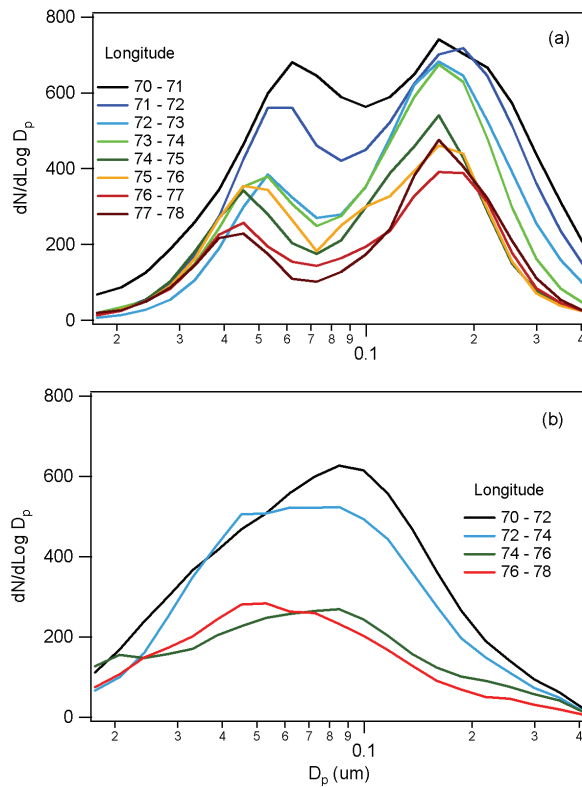 800
600
400
200
0
dN/dLog Dp
(a)
Longitude
70 - 71
71 - 72
72 - 73
73 - 74
74 - 75
75 - 76
76 - 77
77 - 78
2 3 4 5 6 7 8 9 0.1 2 3 4
800
600
400
200
0
dN/dLog Dp
(b)
Longitude
70 - 72
72 - 74
74 - 76
76 - 78
2 3 4 5 6 7 8 9 0.1 2 3 4
Dp (um)